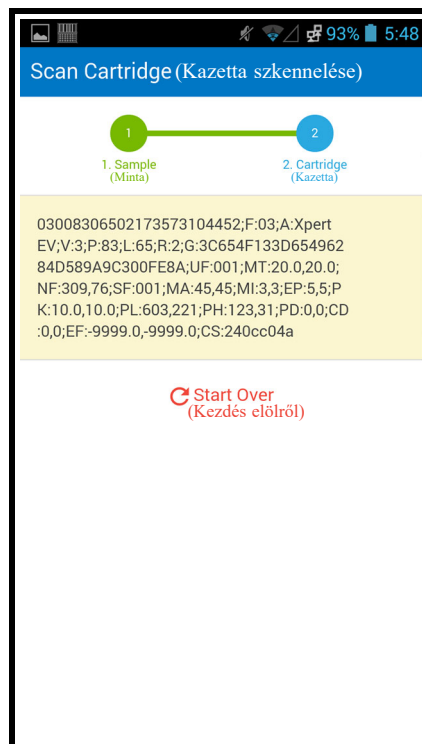 93% 5:48
Scan Cartridge (Kazetta szkennelése)
1 2
1. Sample 2. Cartridge
(Minta) (Kazetta)
03008306502173573104452;F:03;A:Xpert
EV;V:3;P:83;L:65;R:2;G:3C654F133D654962
84D589A9C300FE8A;UF:001;MT:20.0,20.0;
NF:309,76;SF:001;MA:45,45;MI:3,3;EP:5,5;P
K:10.0,10.0;PL:603,221;PH:123,31;PD:0,0;CD
:0,0;EF:-9999.0,-9999.0;CS:240cc04a
Start Over
(Kezdés elölről)